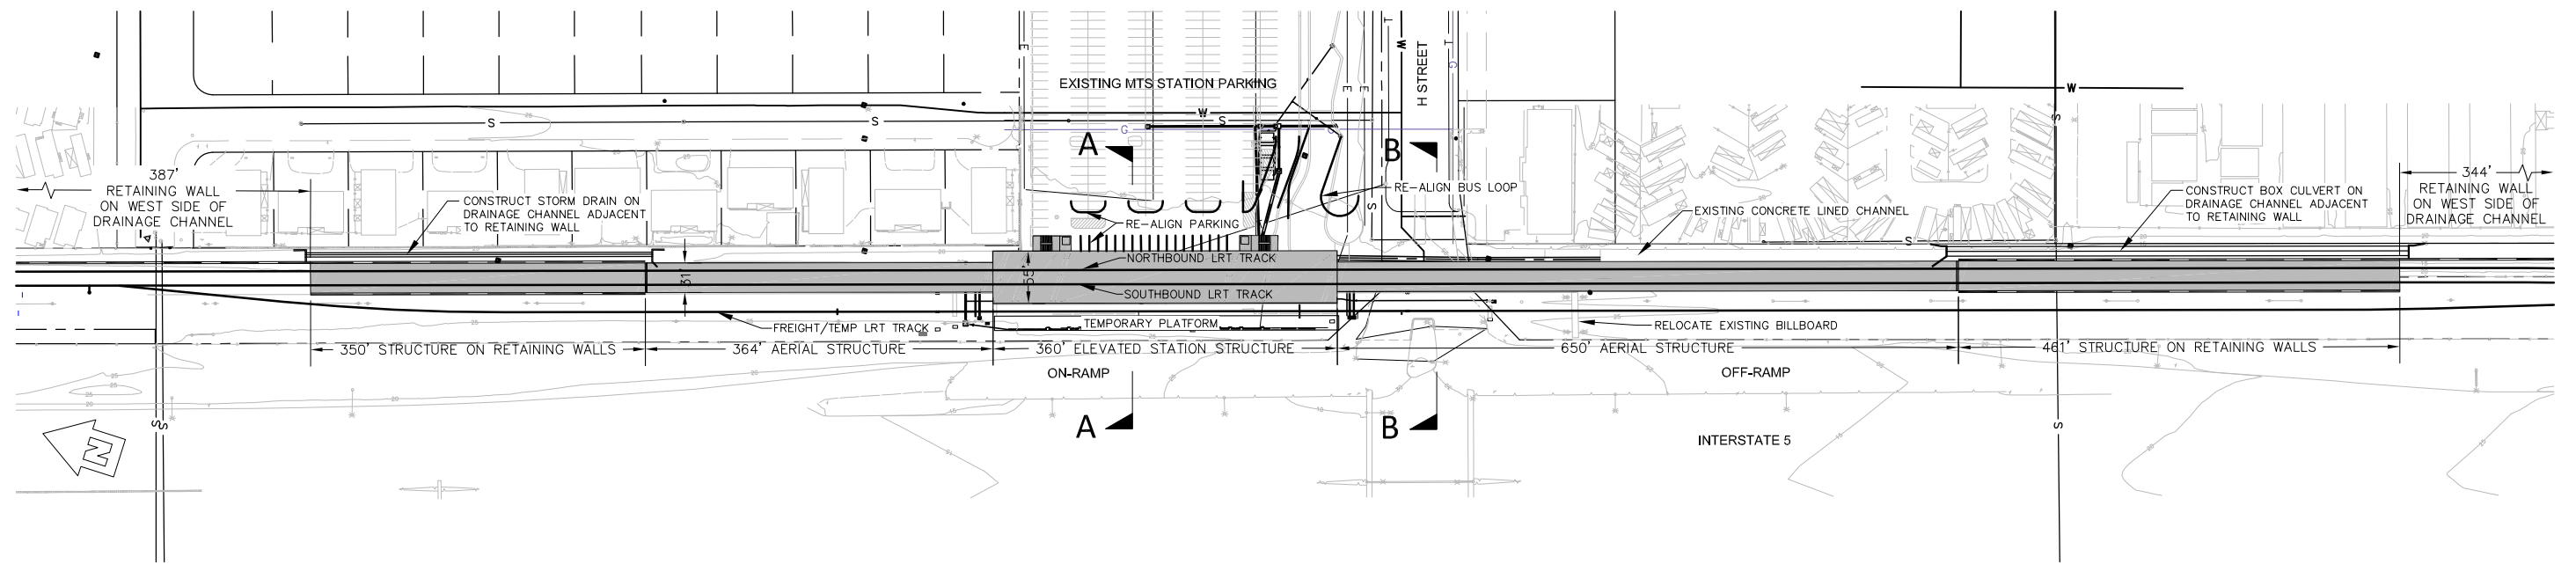 EXISTING MTS STATION PARKING
H STREET
E
E
E
T
W
T
G
W
W
S
S
S
G
S
A
B
387'
RETAINING WALL
ON WEST SIDE OF
DRAINAGE CHANNEL
CONSTRUCT STORM DRAIN ON
DRAINAGE CHANNEL ADJACENT
TO RETAINING WALL
RE-ALIGN PARKING
RE-ALIGN BUS LOOP
EXISTING CONCRETE LINED CHANNEL
CONSTRUCT BOX CULVERT ON
DRAINAGE CHANNEL ADJACENT
TO RETAINING WALL
344'
RETAINING WALL
ON WEST SIDE OF
DRAINAGE CHANNEL
S
S
31'
55'
NORTHBOUND LRT TRACK
SOUTHBOUND LRT TRACK
FREIGHT/TEMP LRT TRACK
TEMPORARY PLATFORM
RELOCATE EXISTING BILLBOARD
350' STRUCTURE ON RETAINING WALLS
364' AERIAL STRUCTURE
360' ELEVATED STATION STRUCTURE
650' AERIAL STRUCTURE
461' STRUCTURE ON RETAINING WALLS
ON-RAMP
OFF-RAMP
A
B
S
S
S
N
INTERSTATE 5